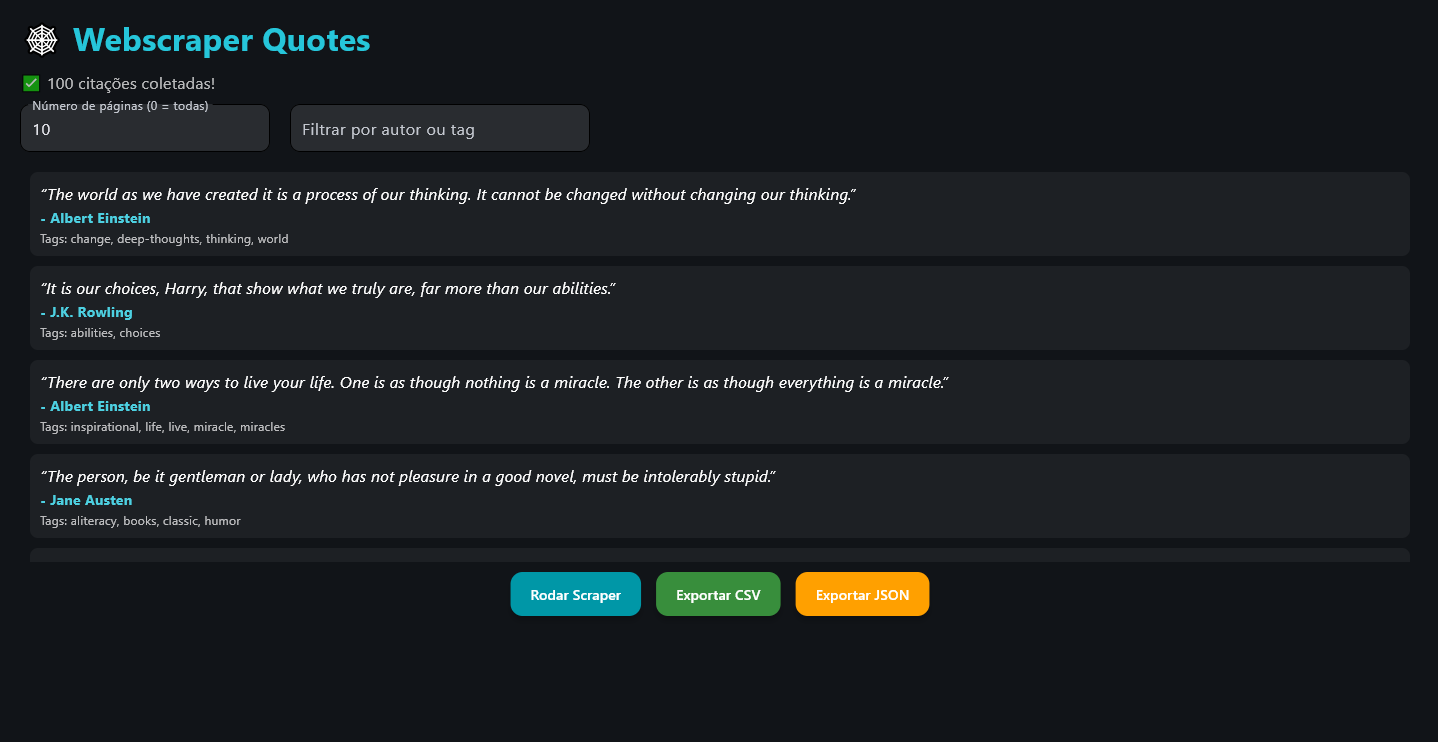 Webscraper Quotes
✅ 100 citações coletadas!
Número de páginas (0 = todas)
10
Filtrar por autor ou tag
“The world as we have created it is a process of our thinking. It cannot be changed without changing our thinking.”
- Albert Einstein
Tags: change, deep-thoughts, thinking, world
“It is our choices, Harry, that show what we truly are, far more than our abilities.”
- J.K. Rowling
Tags: abilities, choices
“There are only two ways to live your life. One is as though nothing is a miracle. The other is as though everything is a miracle.”
- Albert Einstein
Tags: inspirational, life, live, miracle, miracles
“The person, be it gentleman or lady, who has not pleasure in a good novel, must be intolerably stupid.”
- Jane Austen
Tags: aliteracy, books, classic, humor
Rodar Scraper
Exportar CSV
Exportar JSON